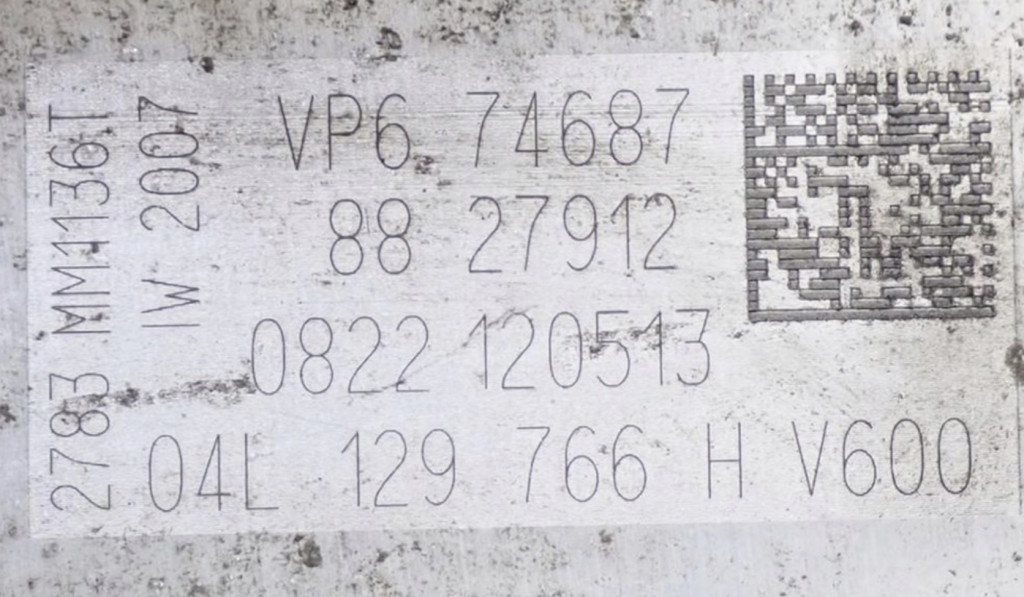 VP6 74687
88 27912
0822 120513
04L 129 766 H V600
2783 MM1136T
IW 2007